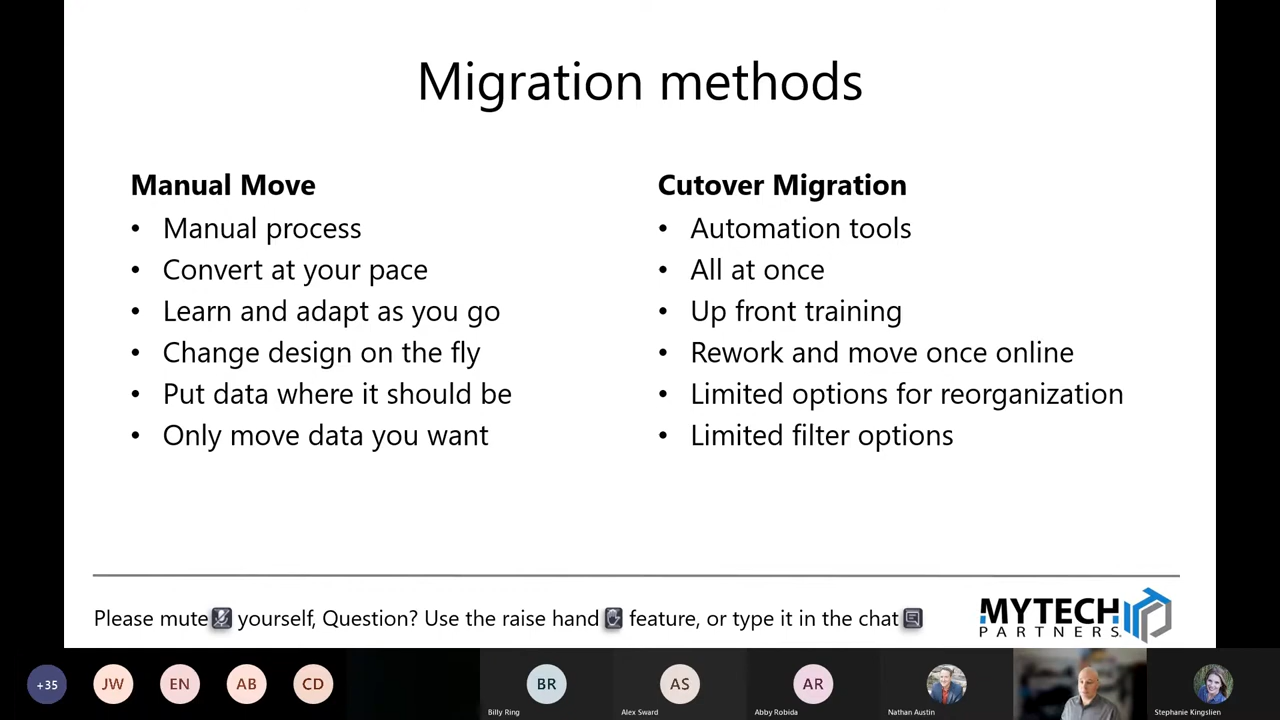 Migration methods
Manual Move
• Manual process
• Convert at your pace
• Learn and adapt as you go
• Change design on the fly
• Put data where it should be
• Only move data you want
Cutover Migration
• Automation tools
• All at once
• Up front training
• Rework and move once online
• Limited options for reorganization
• Limited filter options
Please mute yourself, Question? Use the raise hand feature, or type it in the chat
MYTECH
PARTNERS
+35
JW
EN
AB
CD
BR
Billy Ring
AS
Alex Sward
AR
Abby Robida
Nathan Austin
Stephanie Kingslien